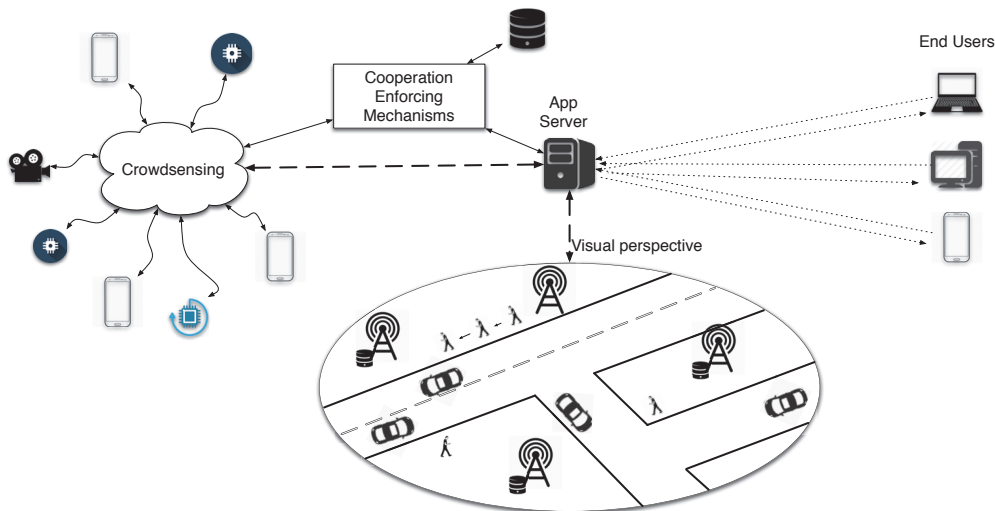 End Users
Cooperation
Enforcing
Mechanisms
App
Server
Crowdsensing
Visual perspective